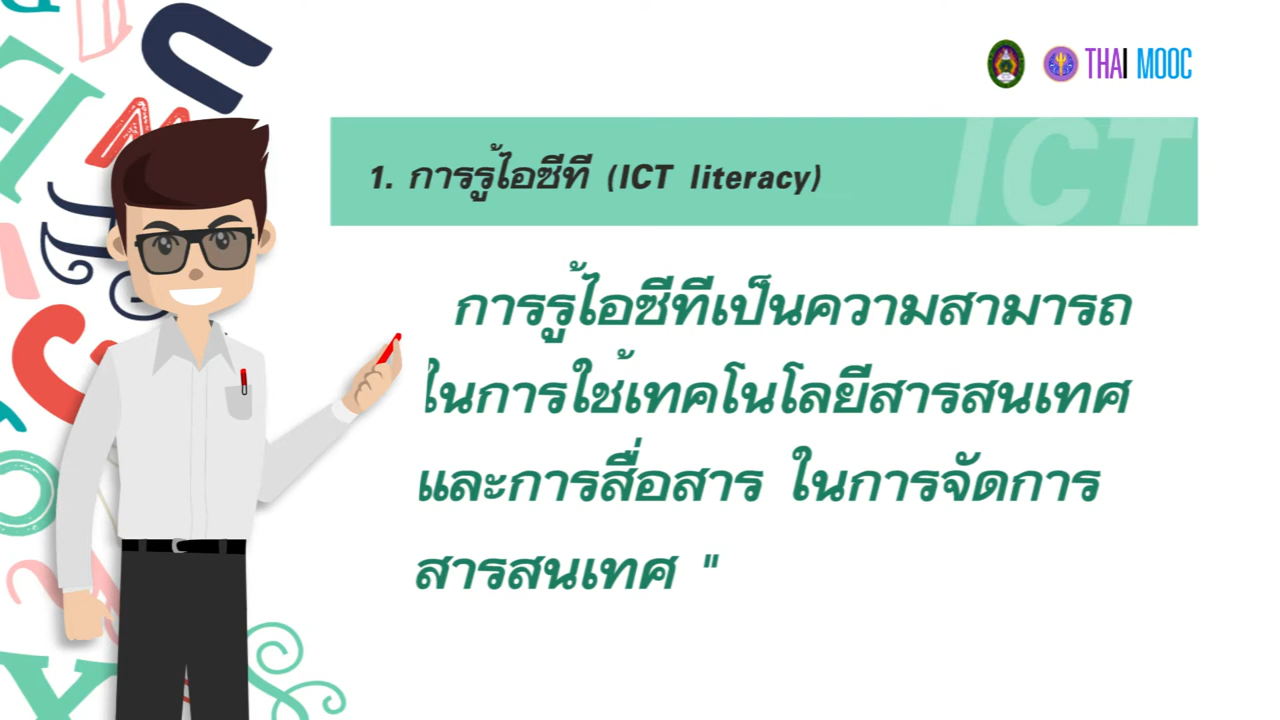 THAI MOOC
ICT
1. การรู้ไอซีที (ICT literacy)
การรู้ไอซีทีเป็นความสามารถ
ในการใช้เทคโนโลยีสารสนเทศ
และการสื่อสาร ในการจัดการ
สารสนเทศ "